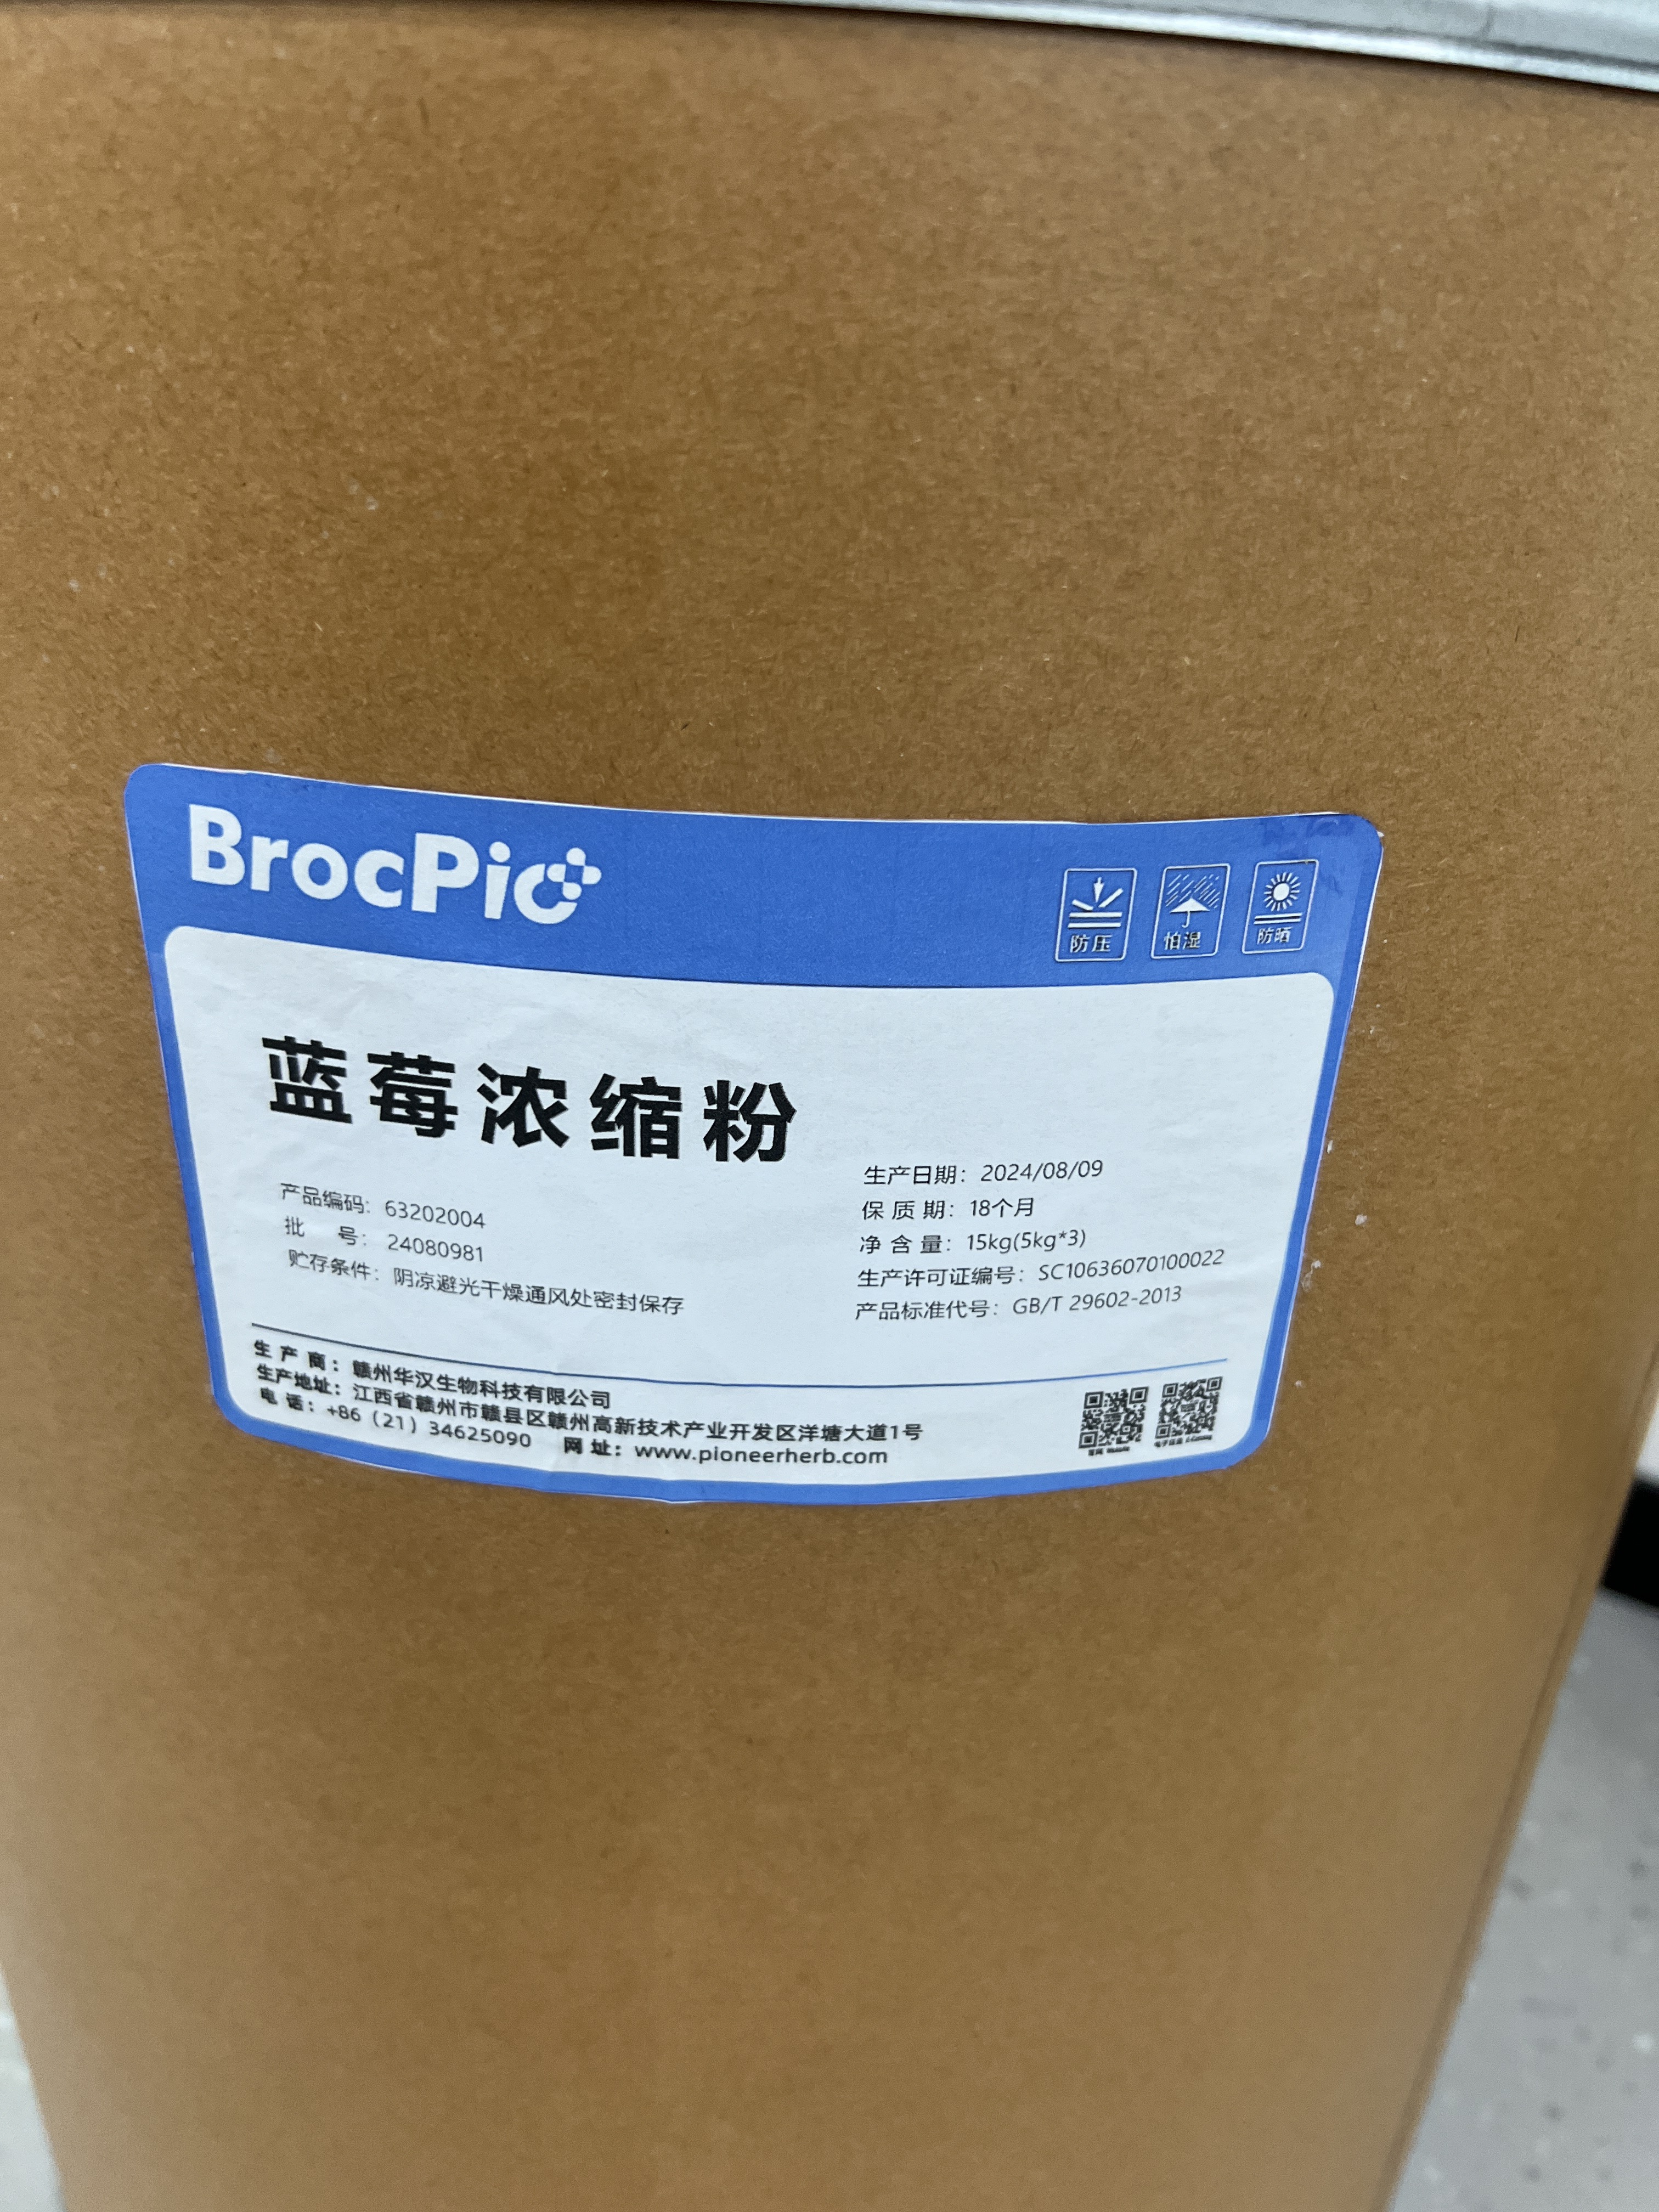 BrocPic
防压 怕湿 防晒
蓝莓浓缩粉
产品编码：63202004
批 号：24080981
贮存条件：阴凉避光干燥通风处密封保存
生产日期：2024/08/09
保 质 期：18个月
净 含 量：15kg(5kg*3)
生产许可证编号：SC10636070100022
产品标准代号：GB/T 29602-2013
生 产 商：赣州华汉生物科技有限公司
生产地址：江西省赣州市赣县区赣州高新技术产业开发区洋塘大道1号
电 话：+86（21）34625090 网 址：www.pioneerherb.com